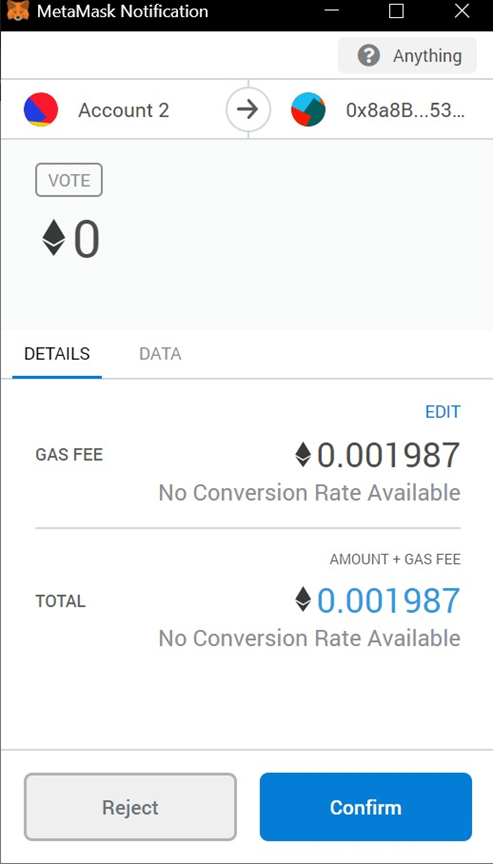 MetaMask Notification
? Anything
Account 2
0x8a8B...53...
VOTE
0
DETAILS DATA
EDIT
GAS FEE 0.001987
No Conversion Rate Available
AMOUNT + GAS FEE
TOTAL 0.001987
No Conversion Rate Available
Reject Confirm